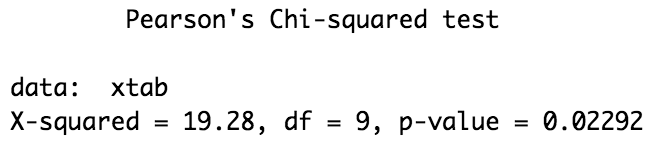 Pearson's Chi-squared test
data: xtab
X-squared = 19.28, df = 9, p-value = 0.02292